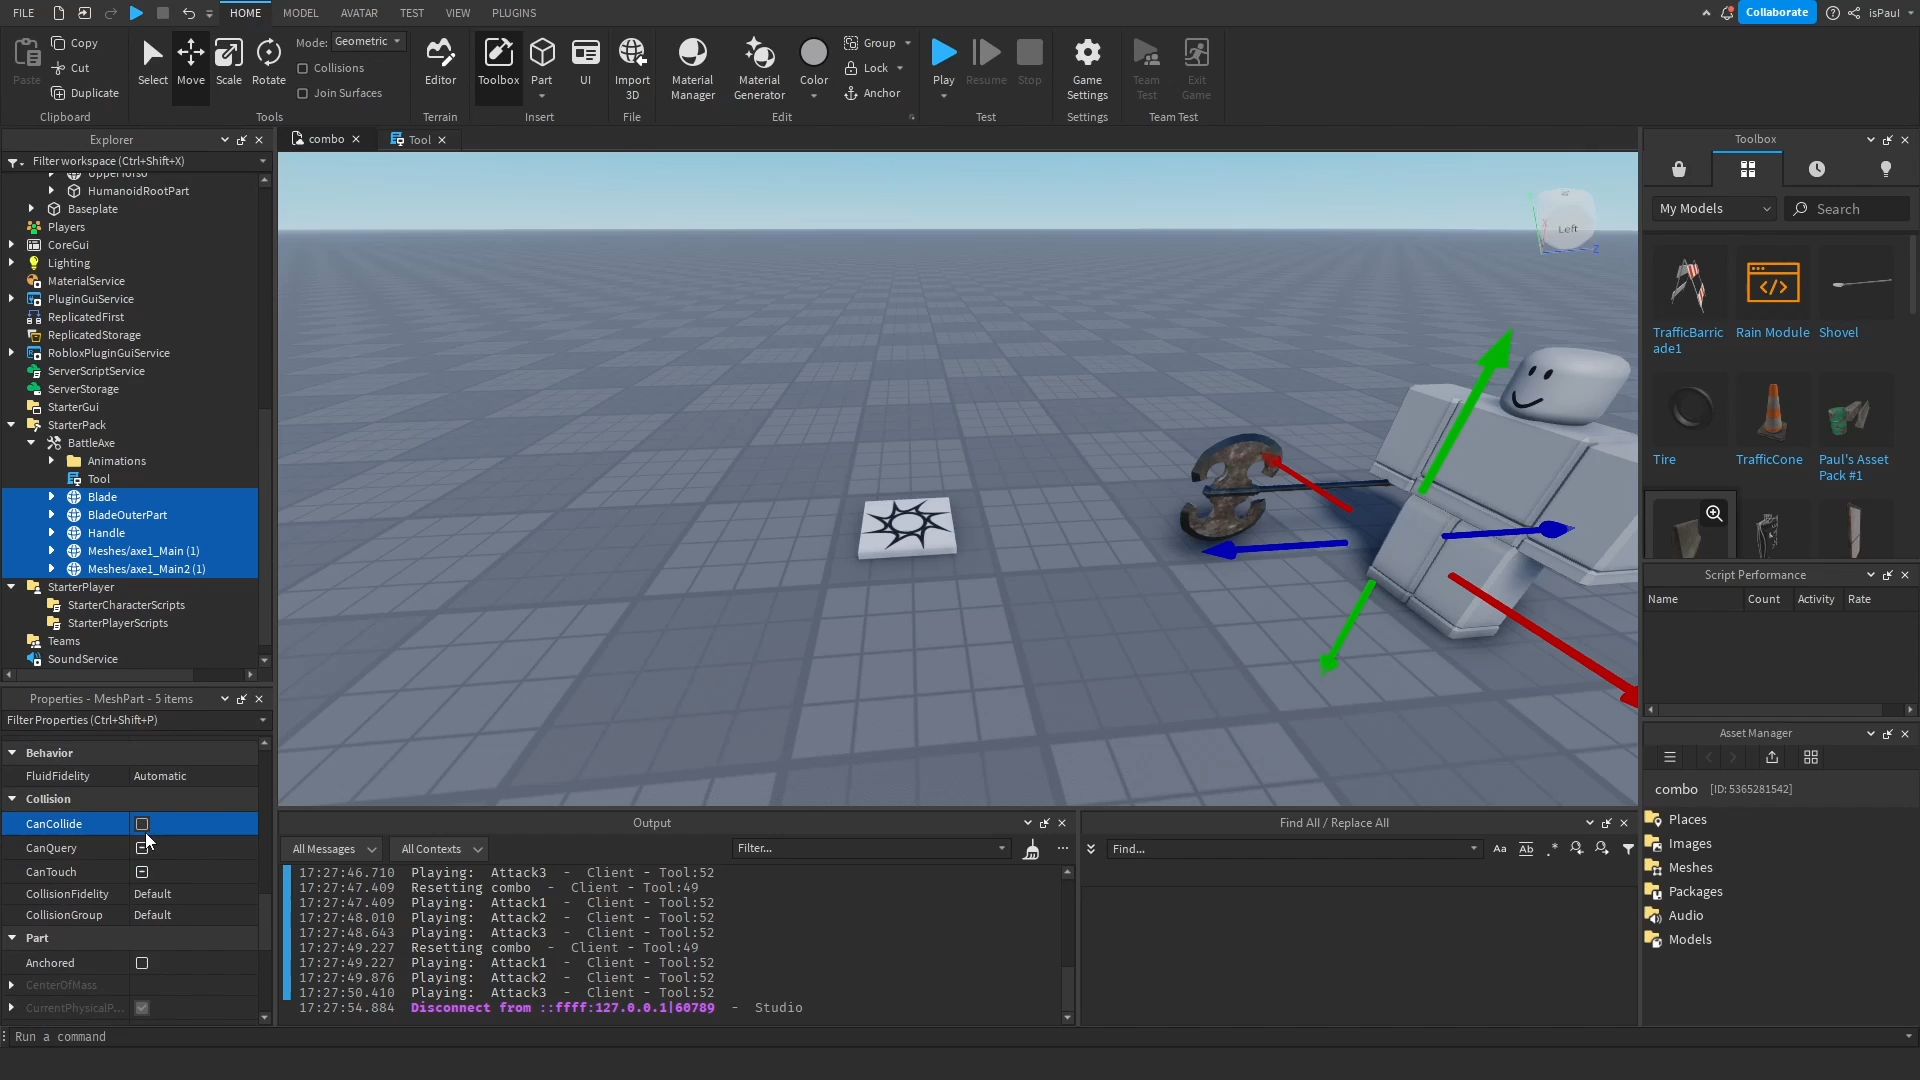 FILE
HOME
MODEL
AVATAR
TEST
VIEW
PLUGINS
Collaborate
isPaul
Paste
Copy
Cut
Duplicate
Clipboard
Select
Move
Scale
Rotate
Mode:
Geometric
Collisions
Join Surfaces
Tools
Editor
Terrain
Toolbox
Part
UI
Insert
Import
3D
File
Material
Manager
Material
Generator
Color
Group
Lock
Anchor
Edit
Play
Resume
Stop
Test
Game
Settings
Settings
Team
Test
Exit
Game
Team Test
Explorer
Filter workspace (Ctrl+Shift+X)
UpperTorso
HumanoidRootPart
Baseplate
Players
CoreGui
Lighting
MaterialService
PluginGuiService
ReplicatedFirst
ReplicatedStorage
RobloxPluginGuiService
ServerScriptService
ServerStorage
StarterGui
StarterPack
BattleAxe
Animations
Tool
Blade
BladeOuterPart
Handle
Meshes/axe1_Main (1)
Meshes/axe1_Main2 (1)
StarterPlayer
StarterCharacterScripts
StarterPlayerScripts
Teams
SoundService
Properties - MeshPart - 5 items
Filter Properties (Ctrl+Shift+P)
Behavior
FluidFidelity Automatic
Collision
CanCollide
CanQuery
CanTouch
CollisionFidelity Default
CollisionGroup Default
Part
Anchored
CenterOfMass
CurrentPhysicalP...
combo
Tool
Left
Z
Output
All Messages
All Contexts
Filter...
17:27:46.710 Playing: Attack3 - Client - Tool:52
17:27:47.409 Resetting combo - Client - Tool:49
17:27:47.409 Playing: Attack1 - Client - Tool:52
17:27:48.010 Playing: Attack2 - Client - Tool:52
17:27:48.643 Playing: Attack3 - Client - Tool:52
17:27:49.227 Resetting combo - Client - Tool:49
17:27:49.227 Playing: Attack1 - Client - Tool:52
17:27:49.876 Playing: Attack2 - Client - Tool:52
17:27:50.410 Playing: Attack3 - Client - Tool:52
17:27:54.884 Disconnect from ::ffff:127.0.0.1|60789 - Studio
Find All / Replace All
Find...
Aa
Ab
.*
Toolbox
My Models
Search
TrafficBarric
ade1
Rain Module
Shovel
Tire
TrafficCone
Paul's Asset
Pack #1
Script Performance
Name Count Activity Rate
Asset Manager
combo [ID: 5365281542]
Places
Images
Meshes
Packages
Audio
Models
Run a command